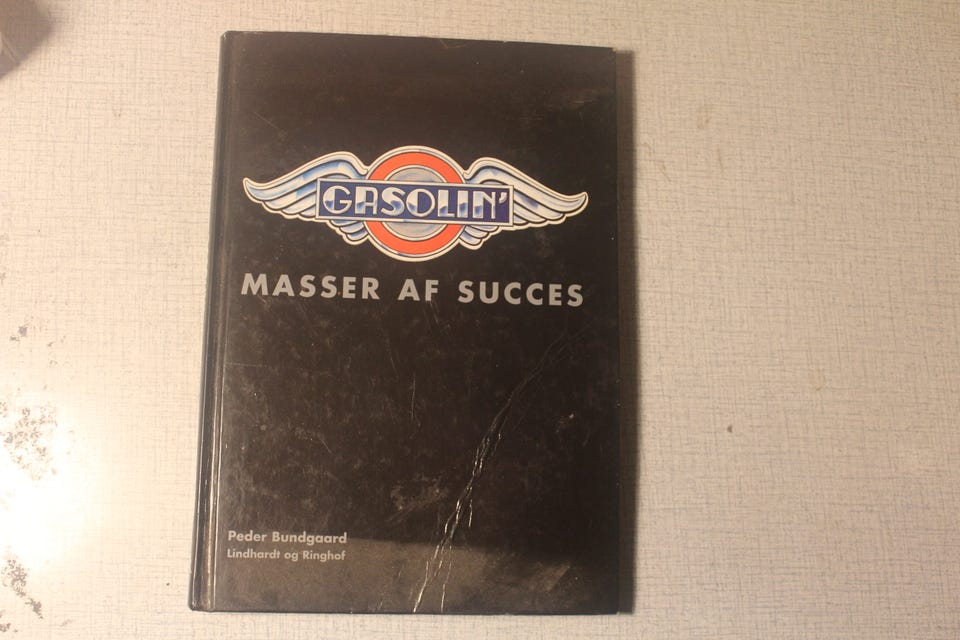 GASOLIN'
MASSER AF SUCCES
Peder Bundgaard
Lindhardt og Ringhof